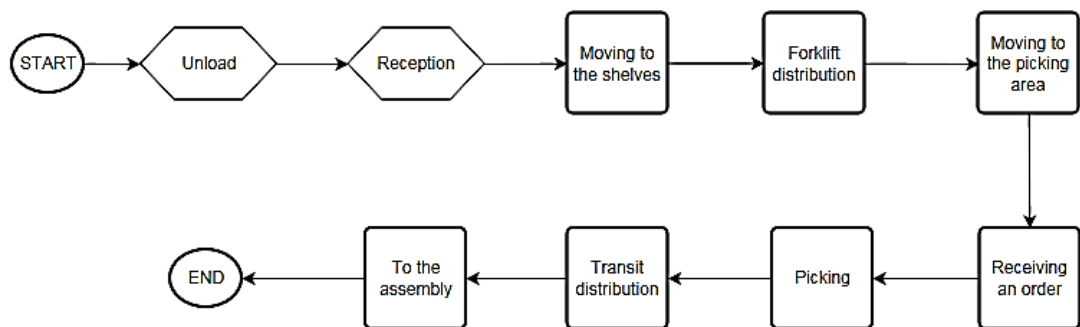 START
Unload
Reception
Moving to
the shelves
Forklift
distribution
Moving to
the picking
area
Receiving
an order
Picking
Transit
distribution
To the
assembly
END